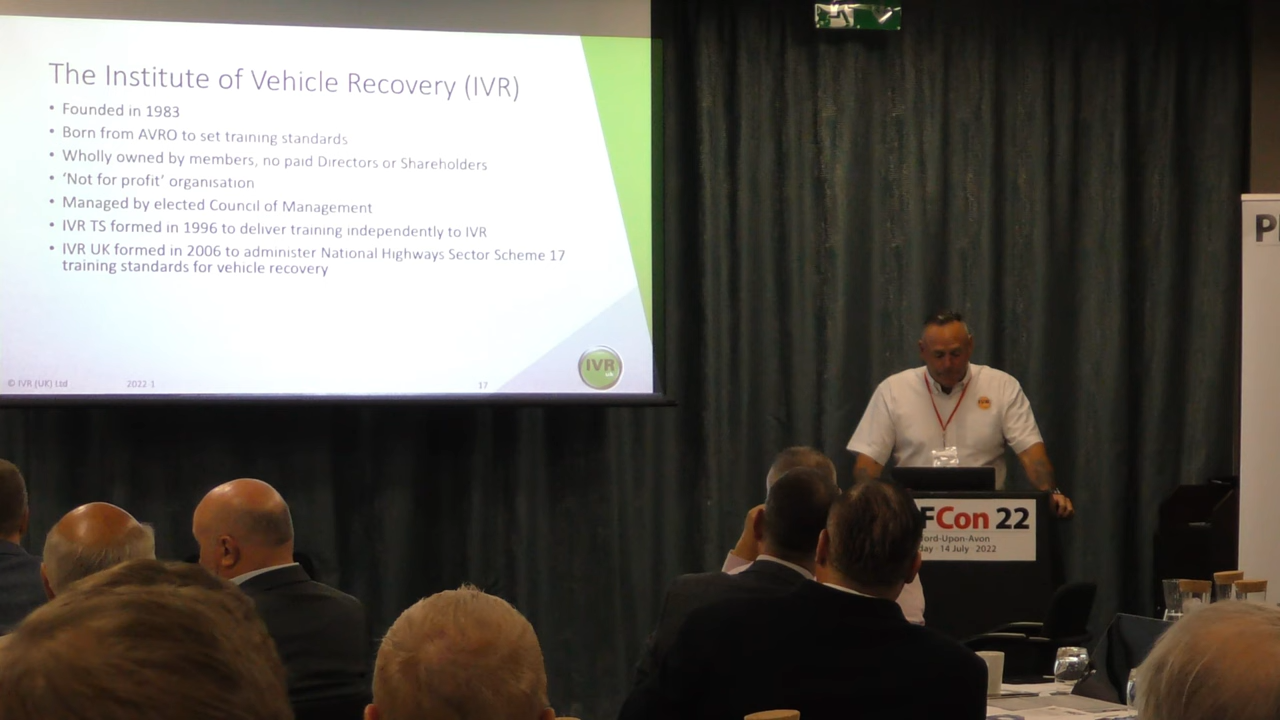 The Institute of Vehicle Recovery (IVR)
• Founded in 1983
• Born from AVRO to set training standards
• Wholly owned by members, no paid Directors or Shareholders
• ‘Not for profit’ organisation
• Managed by elected Council of Management
• IVR TS formed in 1996 to deliver training independently to IVR
• IVR UK formed in 2006 to administer National Highways Sector Scheme 17
training standards for vehicle recovery
© IVR (UK) Ltd
2022 1
17
IVR
P
FCon 22
ford-Upon-Avon
day - 14 July 2022